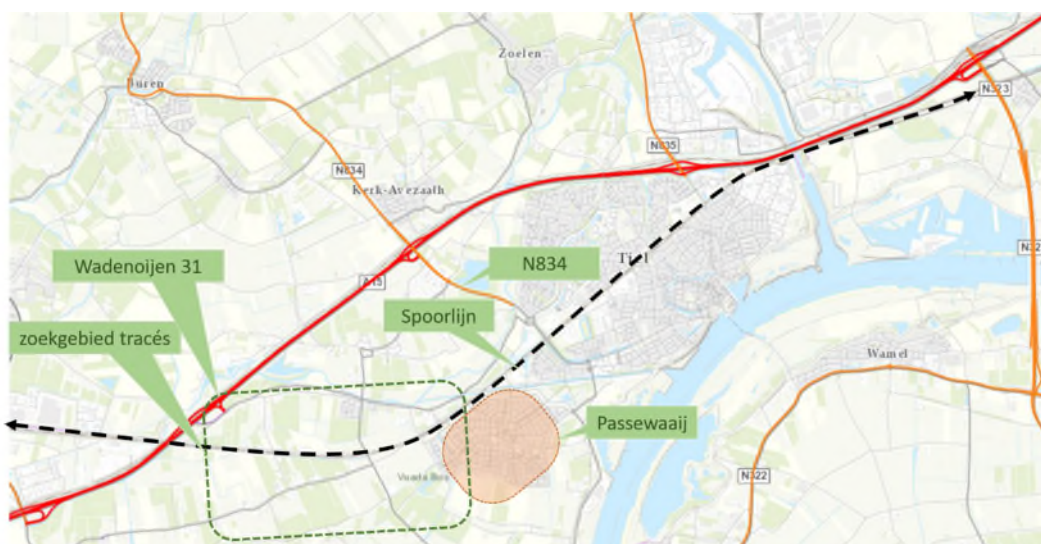 Zoelen
Buren
N323
N835
N834
Kerk-Avezaath
Wadenoijen 31
N834
Tiel
A15
Spoorlijn
zoekgebied tracés
Wamel
Passewaaij
N322